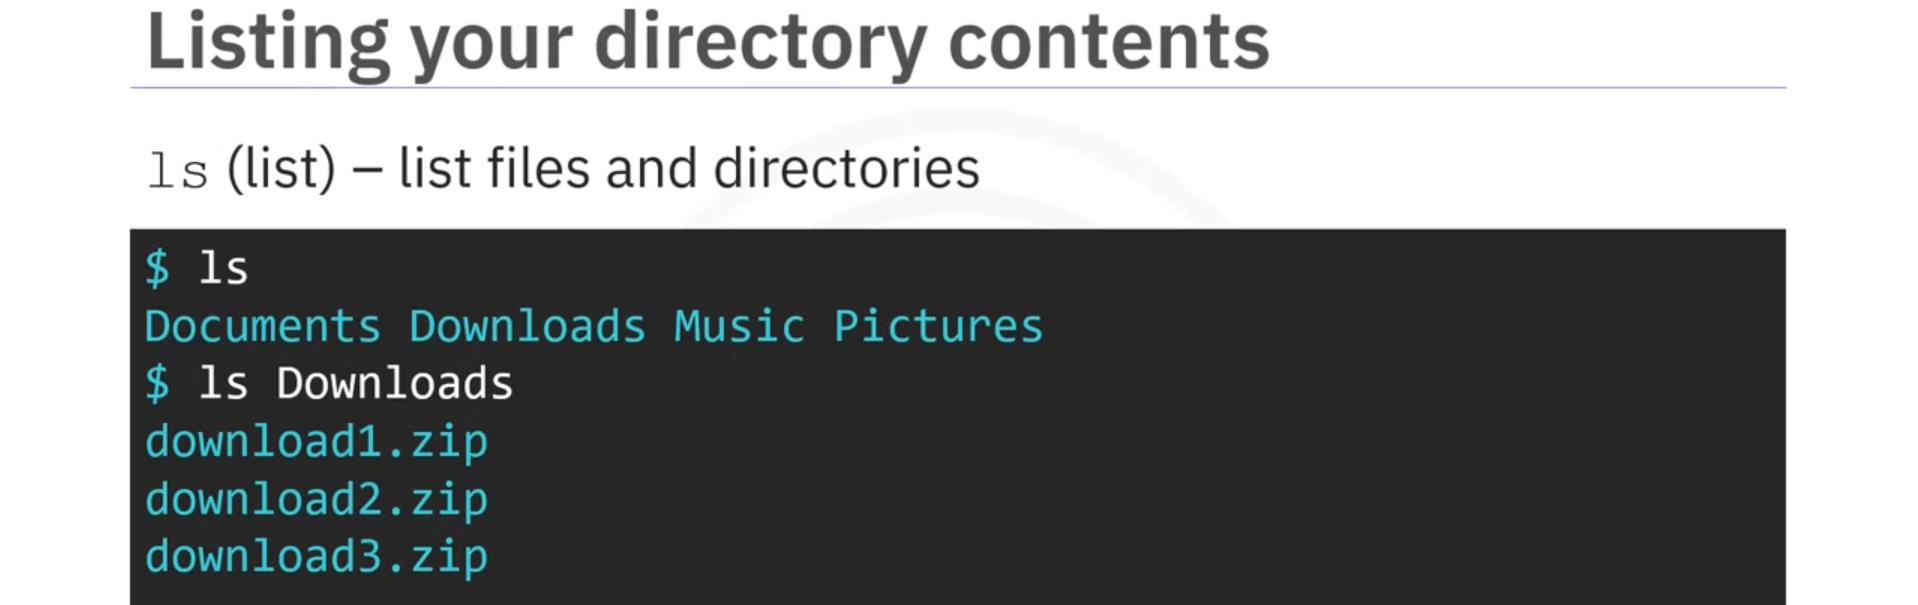 Listing your directory contents
ls (list) – list files and directories
$ ls
Documents Downloads Music Pictures
$ ls Downloads
download1.zip
download2.zip
download3.zip